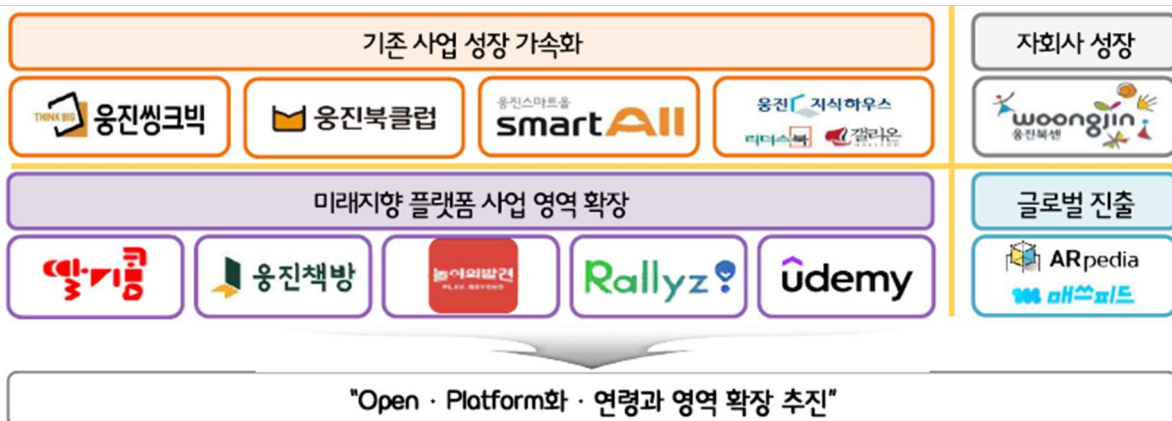 기존 사업 성장 가속화
THINK BIG 웅진씽크빅
웅진북클럽
웅진스마트올
smartAll
웅진 지식하우스
리더스북 갤리온
GALLEON
자회사 성장
woongjin
웅진북센
미래지향 플랫폼 사업 영역 확장
딸기콤
웅진책방
놀이의발견
PLAY. BEYOND
Rallyz
udemy
글로벌 진출
ARpedia
매쓰피드
"Open · Platform화 · 연령과 영역 확장 추진"